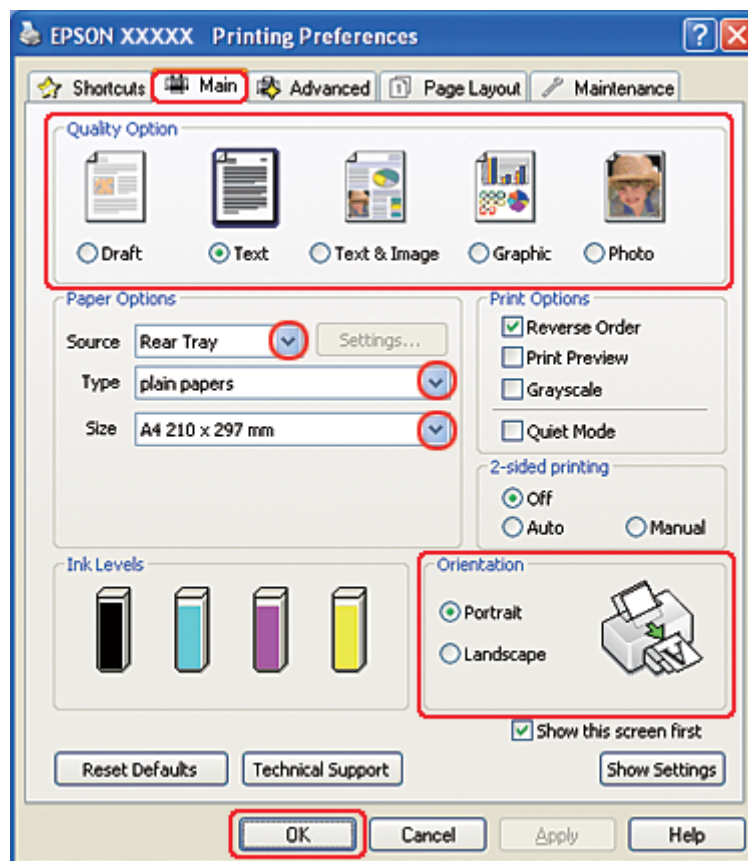 EPSON XXXXX Printing Preferences
Shortcuts Main Advanced Page Layout Maintenance
Quality Option
Draft Text Text & Image Graphic Photo
Paper Options
Source Rear Tray Settings...
Type plain papers
Size A4 210 x 297 mm
Print Options
Reverse Order
Print Preview
Grayscale
Quiet Mode
2-sided printing
Off
Auto Manual
Ink Levels
Orientation
Portrait
Landscape
Show this screen first
Reset Defaults Technical Support Show Settings
OK Cancel Apply Help